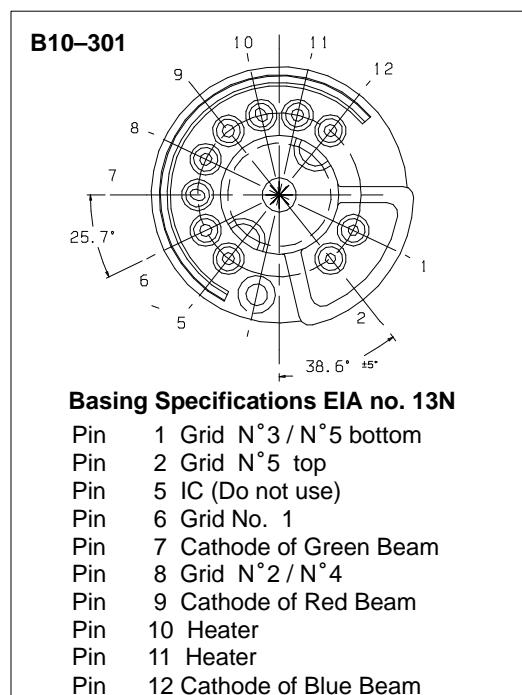 B10–301
10
11
9
12
8
7
25.7°
6
1
5
2
38.6° ±5°
Basing Specifications EIA no. 13N
Pin 1 Grid N°3 / N°5 bottom
Pin 2 Grid N°5 top
Pin 5 IC (Do not use)
Pin 6 Grid No. 1
Pin 7 Cathode of Green Beam
Pin 8 Grid N°2 / N°4
Pin 9 Cathode of Red Beam
Pin 10 Heater
Pin 11 Heater
Pin 12 Cathode of Blue Beam